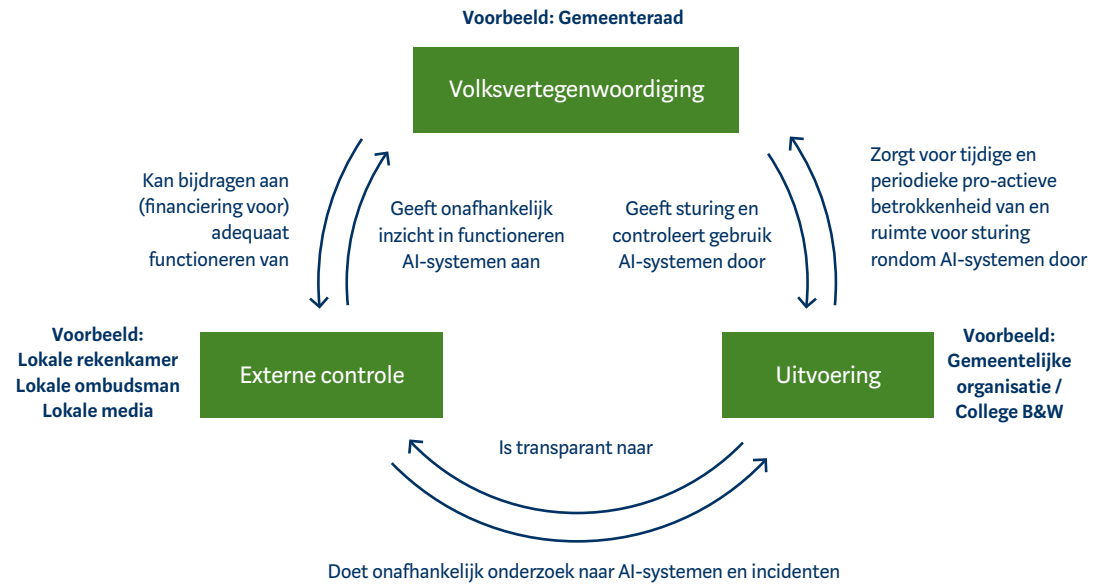 Voorbeeld: Gemeenteraad
Volksvertegenwoordiging
Kan bijdragen aan
(financiering voor)
adequaat
functioneren van
Geeft onafhankelijk
inzicht in functioneren
AI-systemen aan
Geeft sturing en
controleert gebruik
AI-systemen door
Zorgt voor tijdige en
periodieke pro-actieve
betrokkenheid van en
ruimte voor sturing
rondom AI-systemen door
Voorbeeld:
Lokale rekenkamer
Lokale ombudsman
Lokale media
Externe controle
Uitvoering
Voorbeeld:
Gemeentelijke
organisatie /
College B&W
Is transparant naar
Doet onafhankelijk onderzoek naar AI-systemen en incidenten